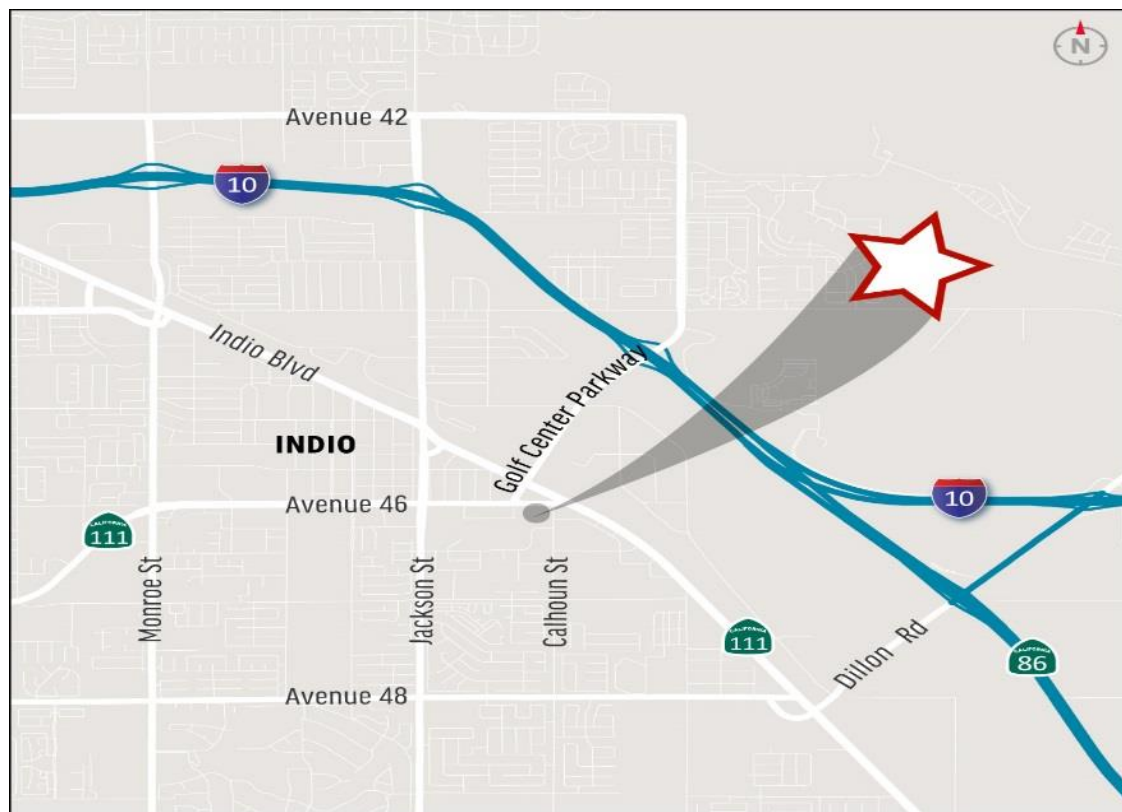 N
Avenue 42
10
Indio Blvd
Golf Center Parkway
INDIO
Avenue 46
10
CALIFORNIA
111
Monroe St
Jackson St
Calhoun St
CALIFORNIA
111
Dillon Rd
CALIFORNIA
86
Avenue 48